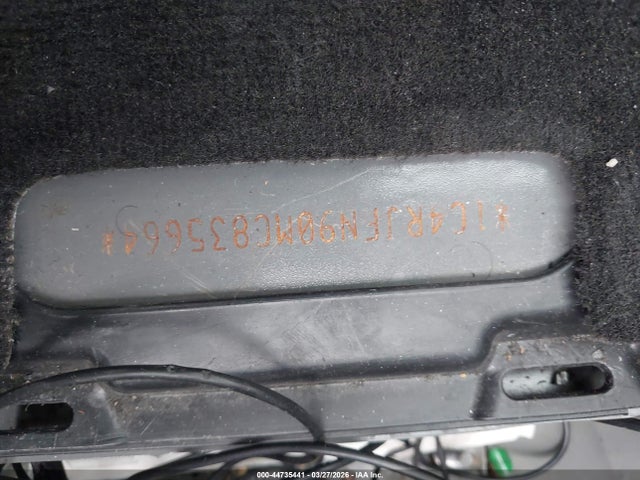 *1C4RJFN90MC835664*
000-44735441 | 03/27/2026 | IAA Inc.